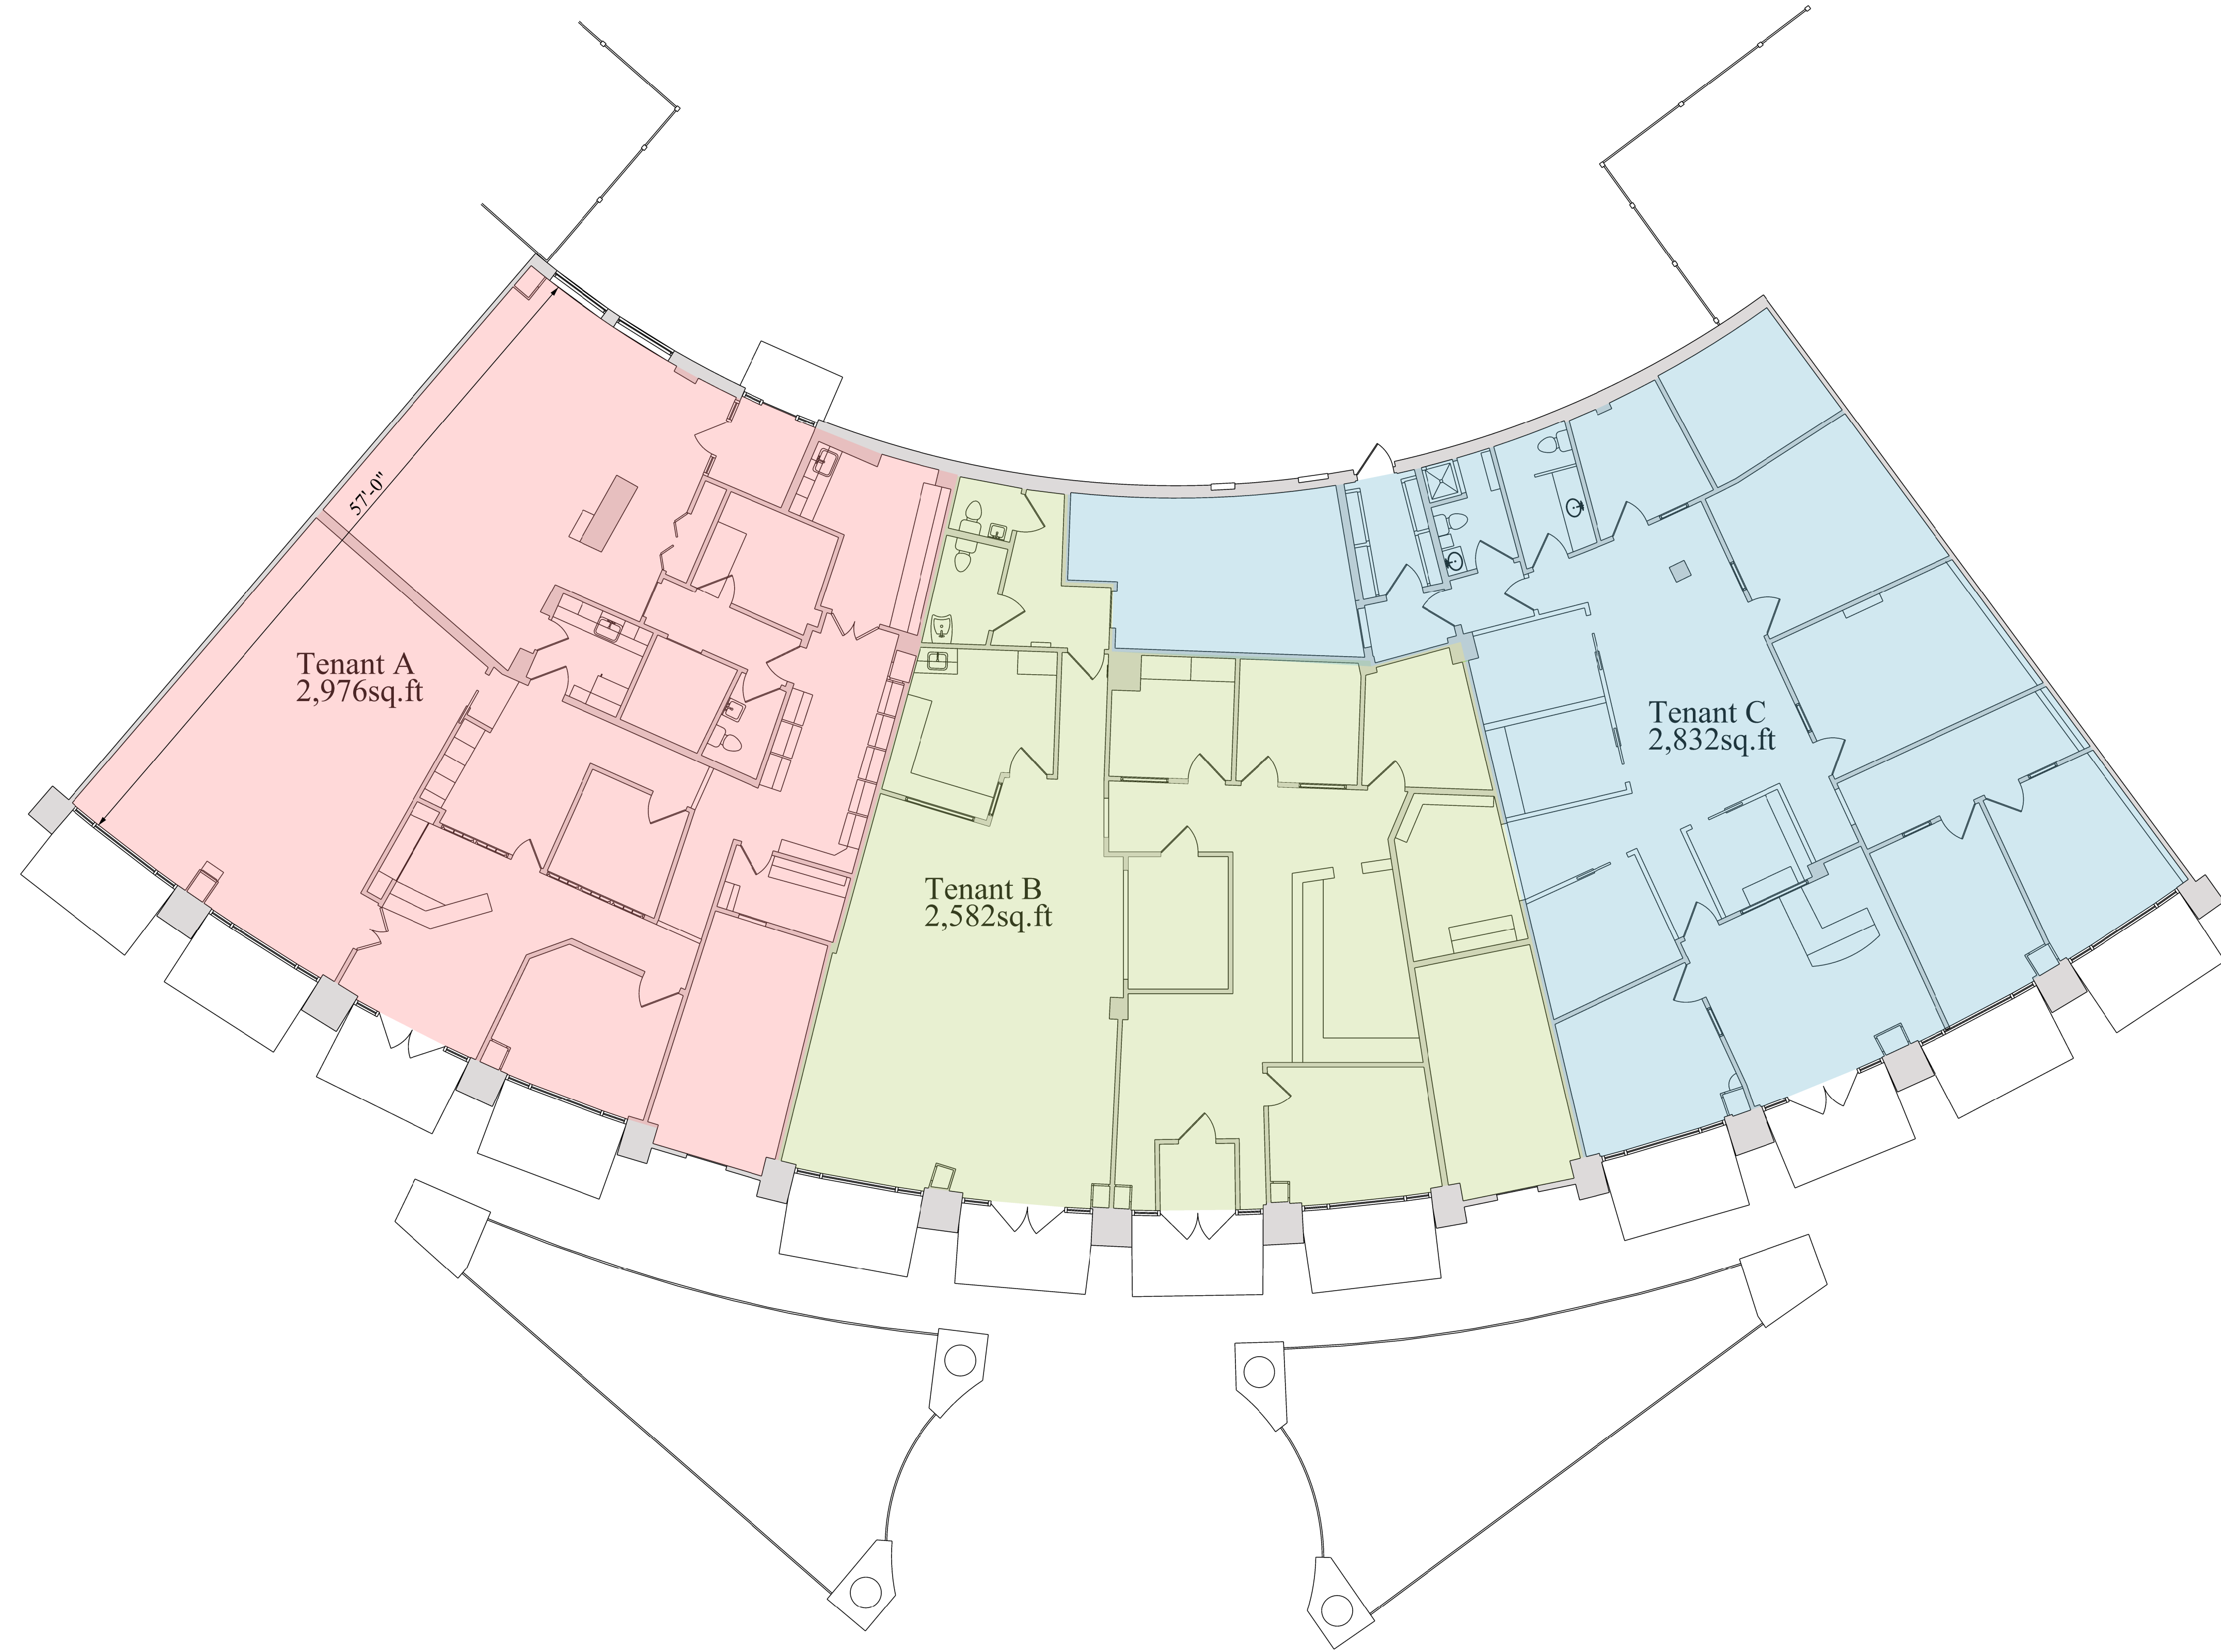 57'-0"
Tenant A
2,976sq.ft
Tenant B
2,582sq.ft
Tenant C
2,832sq.ft